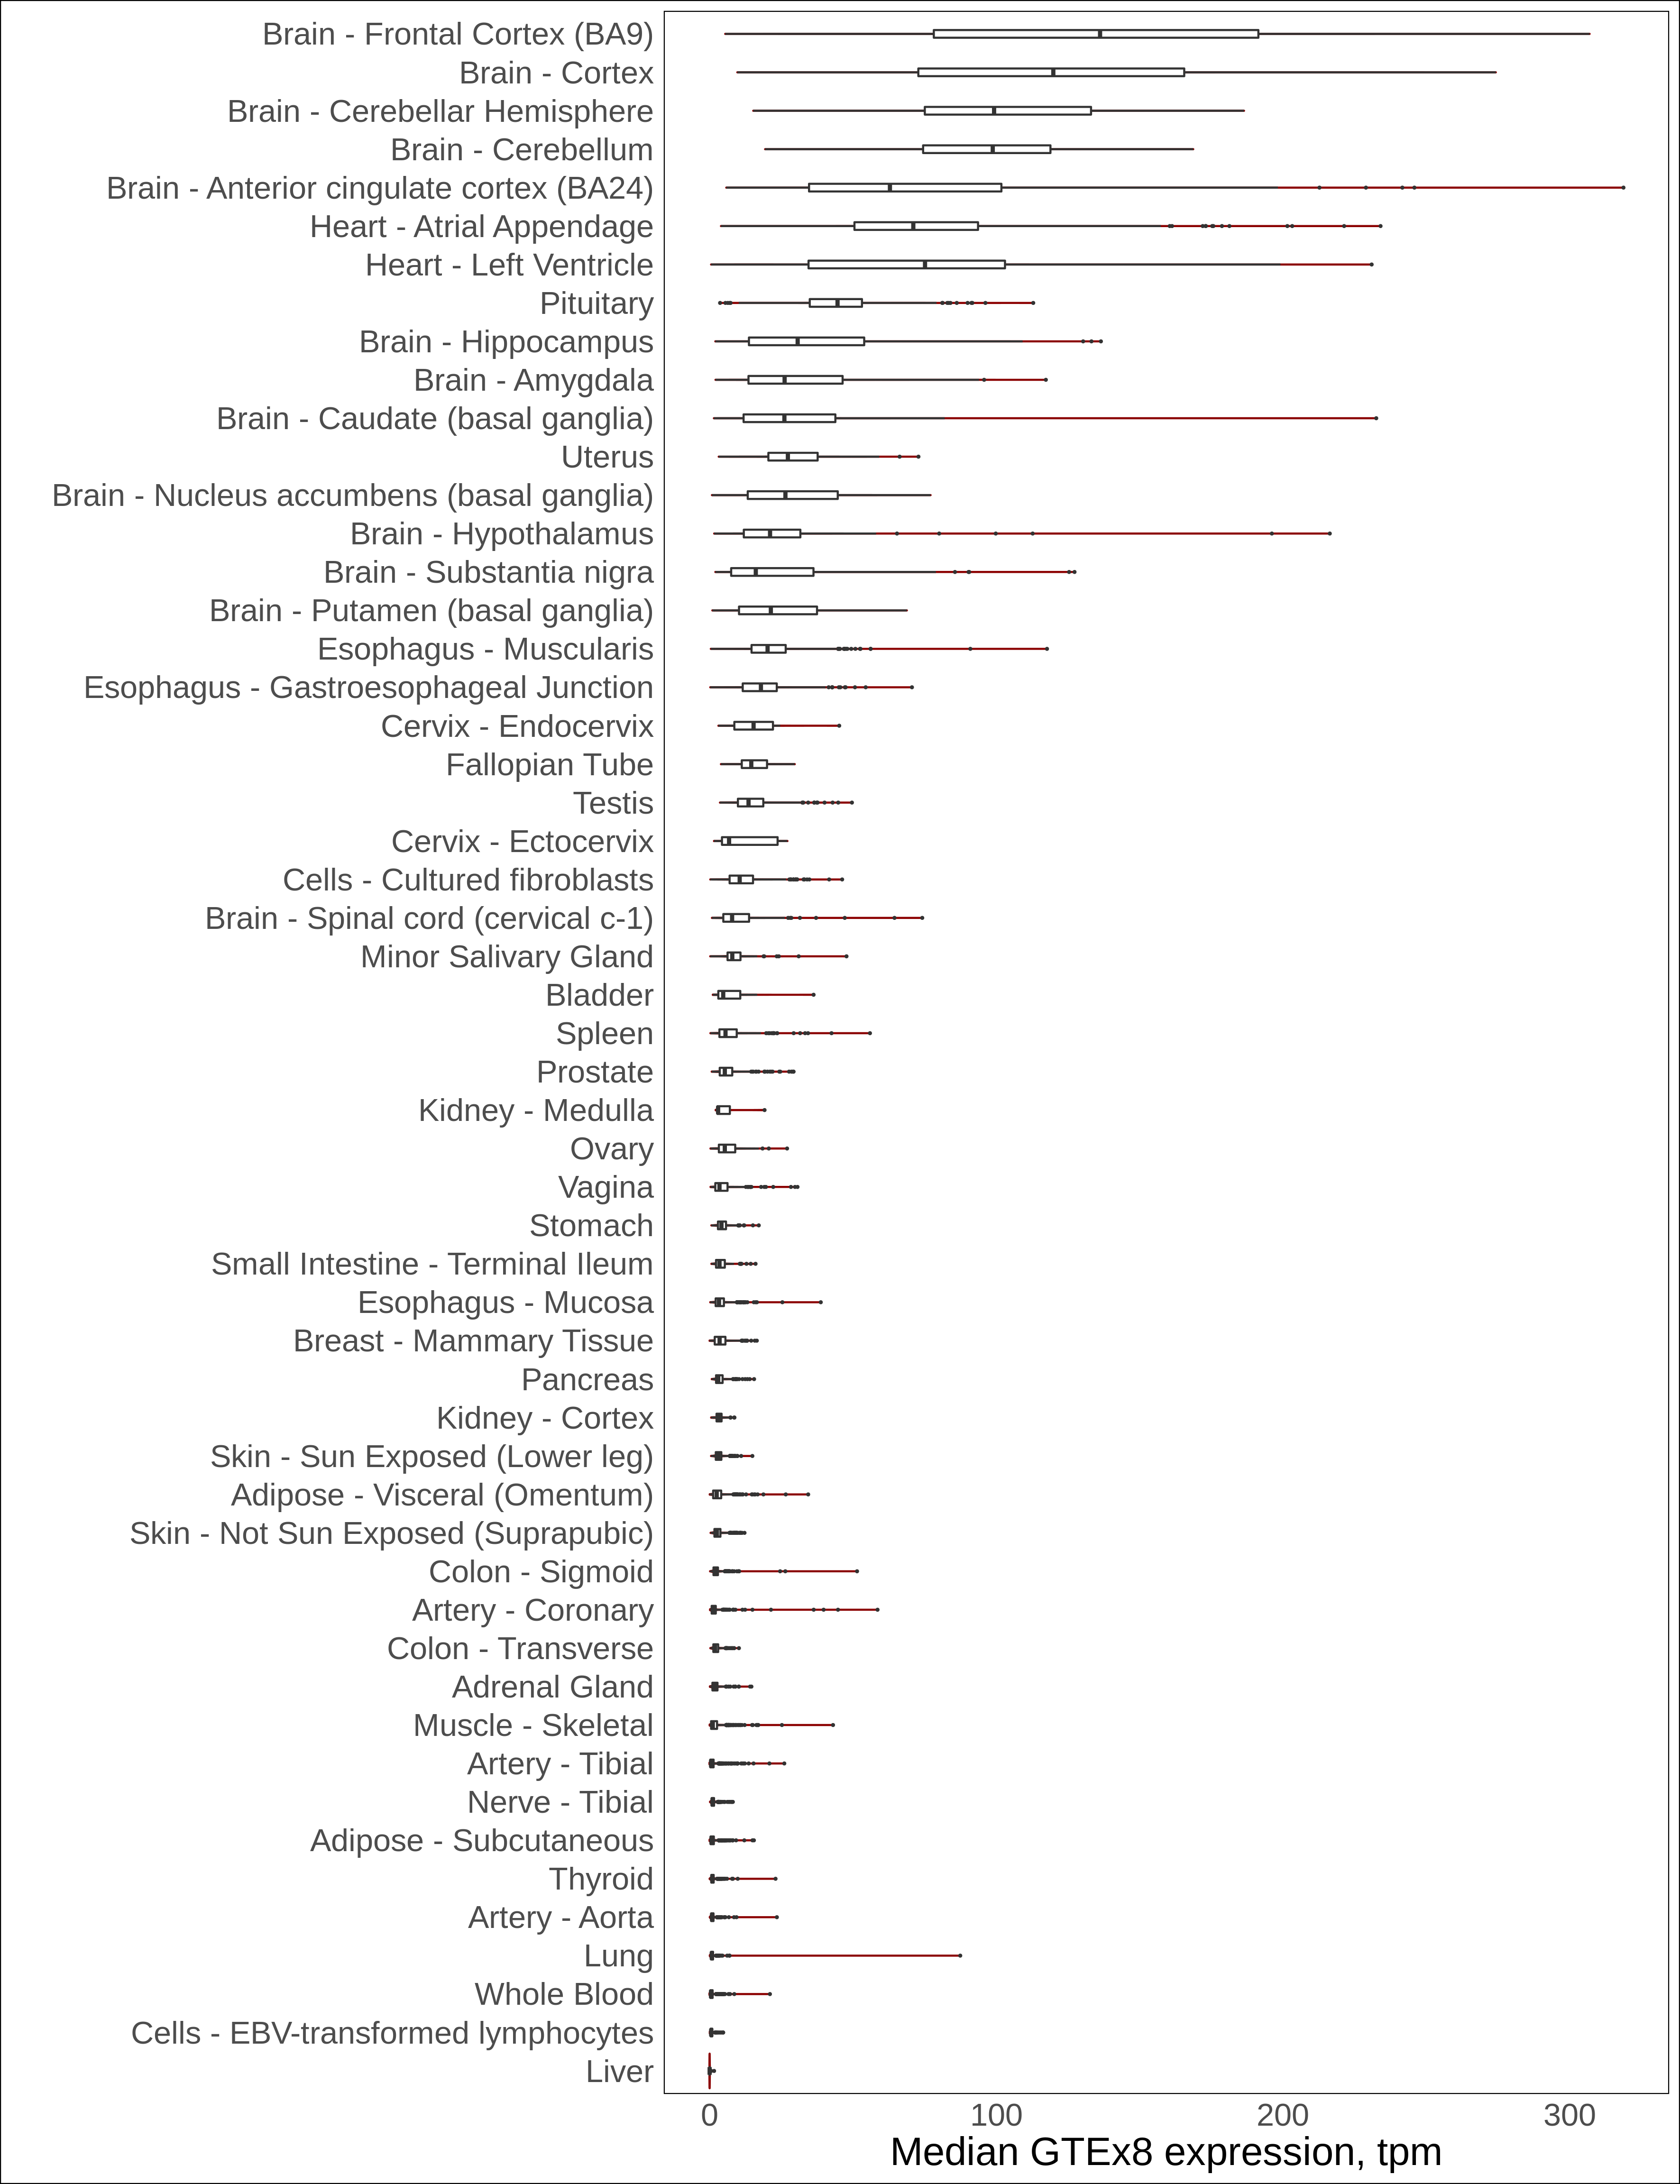 Brain - Frontal Cortex (BA9)
Brain - Cortex
Brain - Cerebellar Hemisphere
Brain - Cerebellum
Brain - Anterior cingulate cortex (BA24)
Heart - Atrial Appendage
Heart - Left Ventricle
Pituitary
Brain - Hippocampus
Brain - Amygdala
Brain - Caudate (basal ganglia)
Uterus
Brain - Nucleus accumbens (basal ganglia)
Brain - Hypothalamus
Brain - Substantia nigra
Brain - Putamen (basal ganglia)
Esophagus - Muscularis
Esophagus - Gastroesophageal Junction
Cervix - Endocervix
Fallopian Tube
Testis
Cervix - Ectocervix
Cells - Cultured fibroblasts
Brain - Spinal cord (cervical c-1)
Minor Salivary Gland
Bladder
Spleen
Prostate
Kidney - Medulla
Ovary
Vagina
Stomach
Small Intestine - Terminal Ileum
Esophagus - Mucosa
Breast - Mammary Tissue
Pancreas
Kidney - Cortex
Skin - Sun Exposed (Lower leg)
Adipose - Visceral (Omentum)
Skin - Not Sun Exposed (Suprapubic)
Colon - Sigmoid
Artery - Coronary
Colon - Transverse
Adrenal Gland
Muscle - Skeletal
Artery - Tibial
Nerve - Tibial
Adipose - Subcutaneous
Thyroid
Artery - Aorta
Lung
Whole Blood
Cells - EBV-transformed lymphocytes
Liver
0 100 200 300
Median GTEx8 expression, tpm